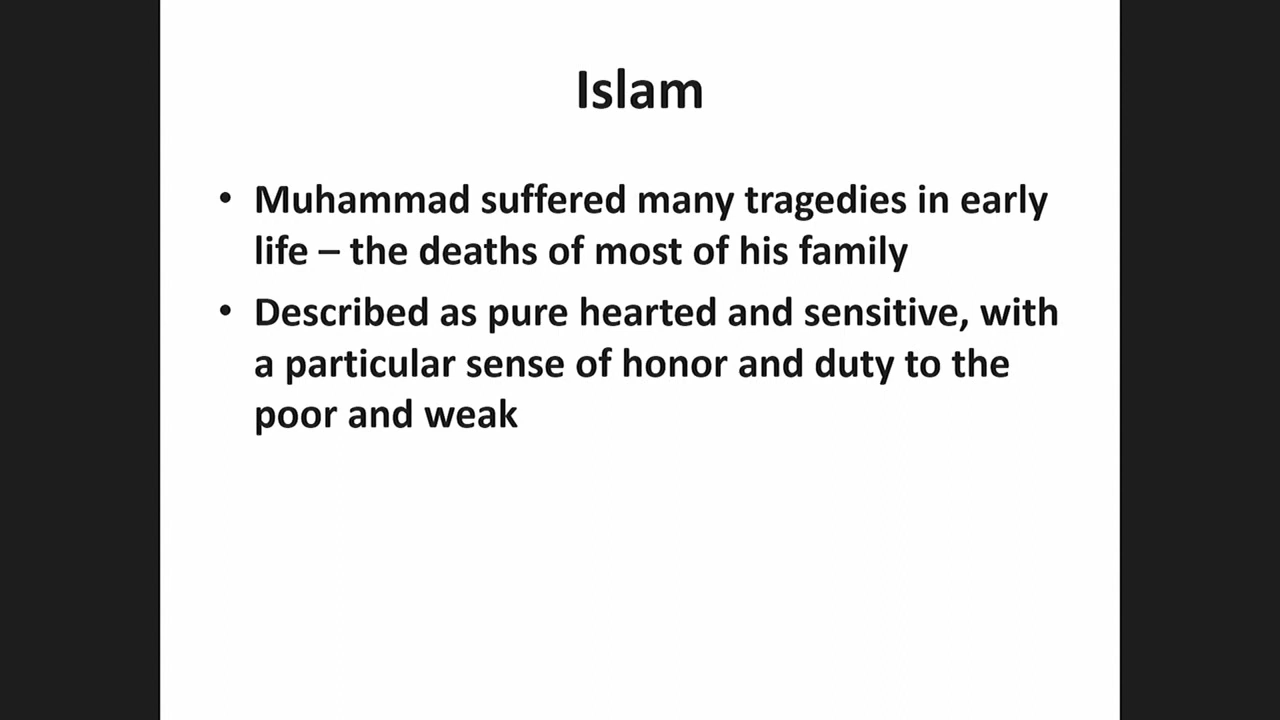 Islam
• Muhammad suffered many tragedies in early
life – the deaths of most of his family
• Described as pure hearted and sensitive, with
a particular sense of honor and duty to the
poor and weak